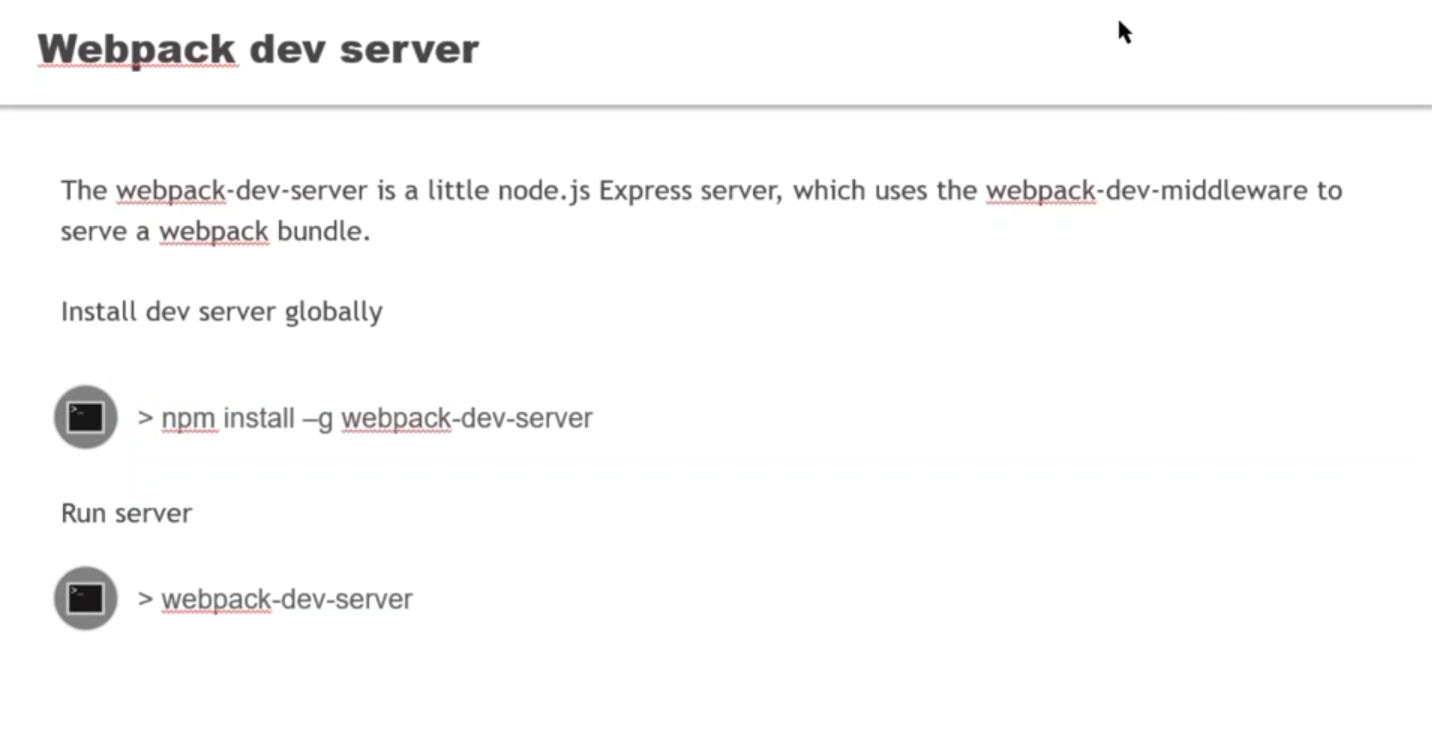 Webpack dev server
The webpack-dev-server is a little node.js Express server, which uses the webpack-dev-middleware to
serve a webpack bundle.
Install dev server globally
> npm install –g webpack-dev-server
Run server
> webpack-dev-server